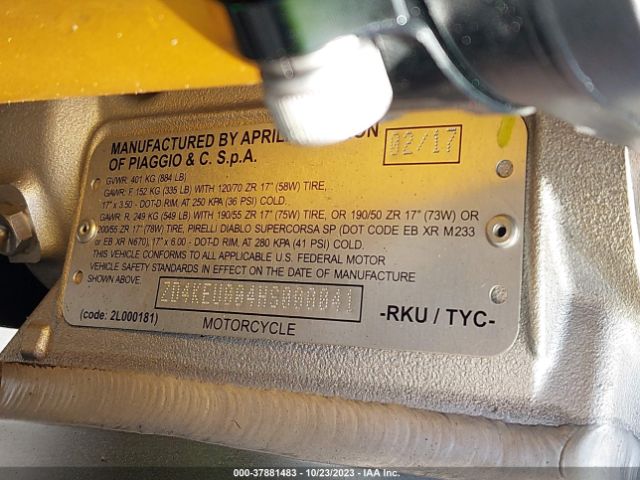 MANUFACTURED BY APRIL ON
OF PIAGGIO & C. S.p.A.
02/17
GVWR: 401 KG (884 LB)
GAWR: F. 152 KG (335 LB) WITH 120/70 ZR 17" (58W) TIRE,
17" x 3.50 - DOT-D RIM, AT 250 KPA (36 PSI) COLD.
GAWR: R. 249 KG (549 LB) WITH 190/55 ZR 17" (75W) TIRE, OR 190/50 ZR 17" (73W) OR
200/55 ZR 17" (78W) TIRE, PIRELLI DIABLO SUPERCORSA SP (DOT CODE EB XR M233
or EB XR N670), 17" x 6.00 - DOT-D RIM, AT 280 KPA (41 PSI) COLD.
THIS VEHICLE CONFORMS TO ALL APPLICABLE U.S. FEDERAL MOTOR
VEHICLE SAFETY STANDARDS IN EFFECT ON THE DATE OF MANUFACTURE
SHOWN ABOVE.
ZD4KEU004HS000041
(code: 2L000181)
MOTORCYCLE
-RKU / TYC-
000-37881483 - 10/23/2023 - IAA Inc.